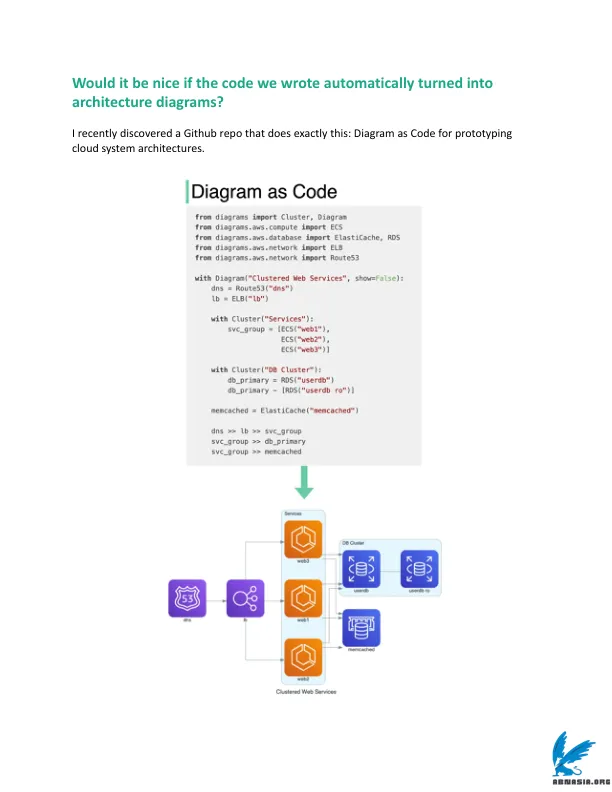 Would it be nice if the code we wrote automatically turned into
architecture diagrams?
I recently discovered a Github repo that does exactly this: Diagram as Code for prototyping
cloud system architectures.
Diagram as Code
from diagrams import Cluster, Diagram
from diagrams.aws.compute import ECS
from diagrams.aws.database import ElastiCache, RDS
from diagrams.aws.network import ELB
from diagrams.aws.network import Route53
with Diagram("Clustered Web Services", show=False):
dns = Route53("dns")
lb = ELB("lb")
with Cluster("Services"):
svc_group = [ECS("web1"),
ECS("web2"),
ECS("web3")]
with Cluster("DB Cluster"):
db_primary = RDS("userdb")
db_primary - [RDS("userdb ro")]
memcached = ElastiCache("memcached")
dns >> lb >> svc_group
svc_group >> db_primary
svc_group >> memcached
Services
web3
DB Cluster
userdb
userdb ro
53
dns
lb
web1
memcached
web2
Clustered Web Services
ABNASIA.ORG